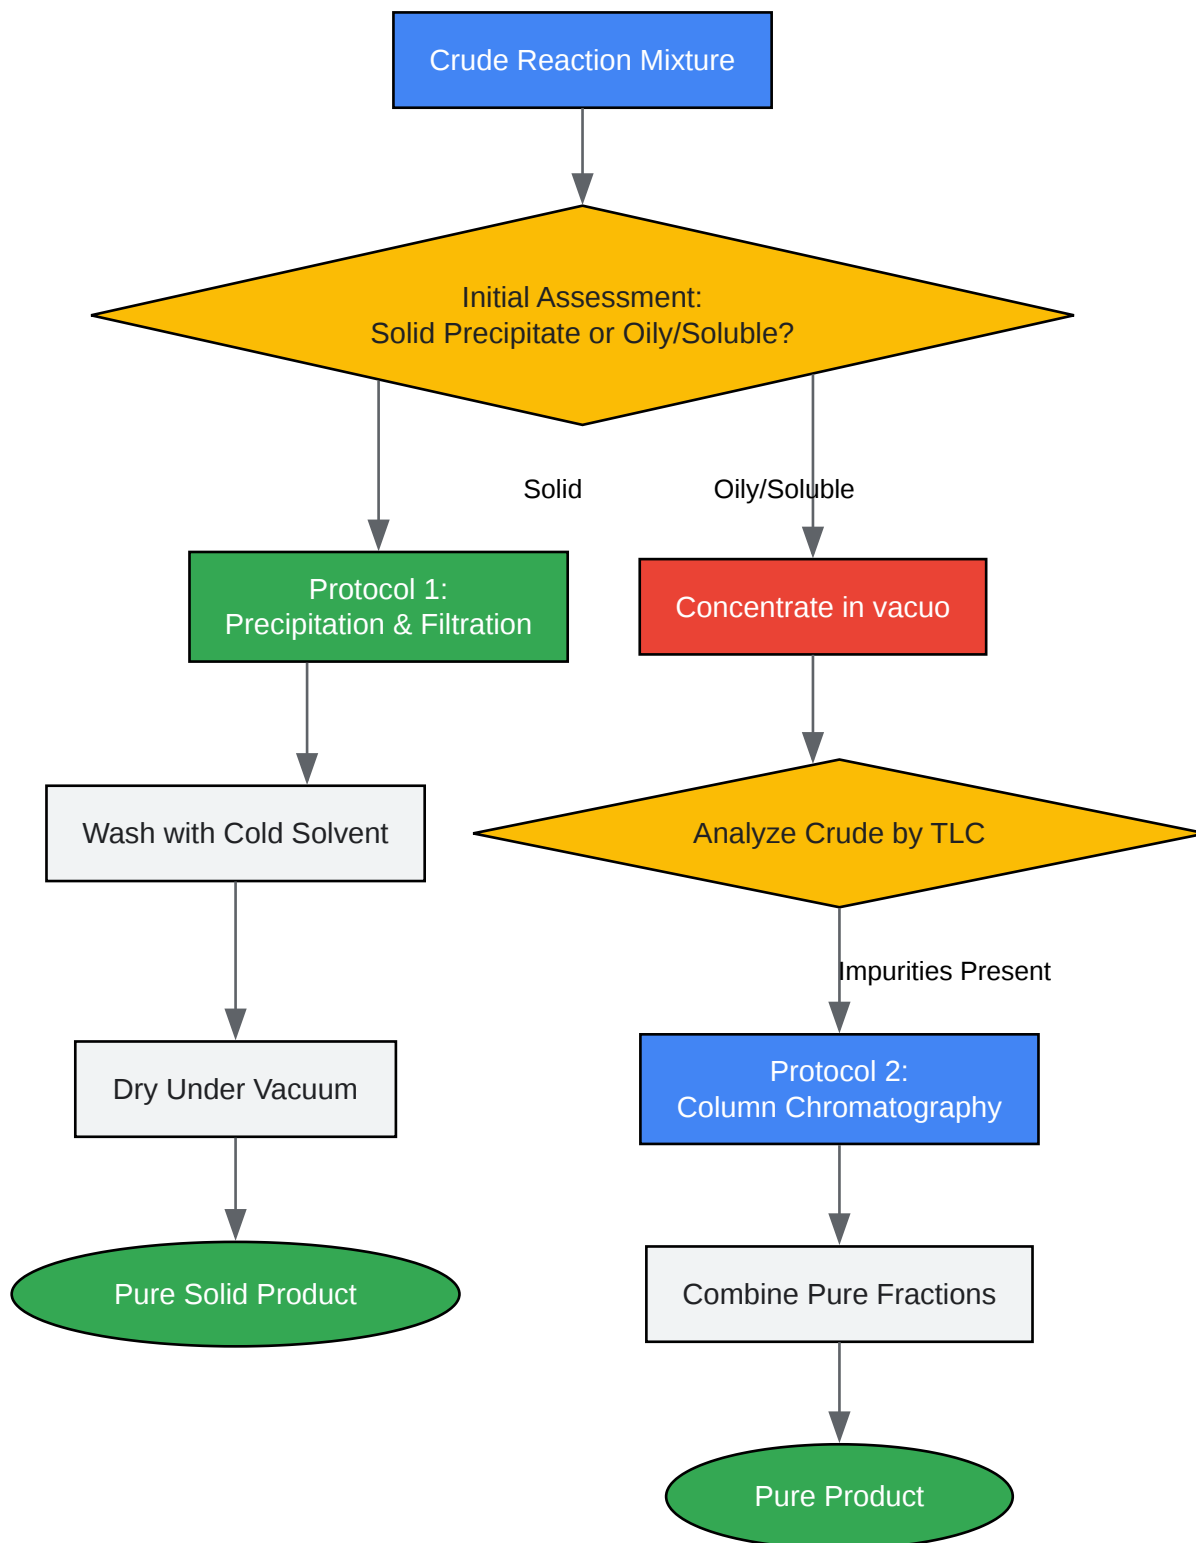 Crude Reaction Mixture
Initial Assessment:
Solid Precipitate or Oily/Soluble?
Solid
Oily/Soluble
Protocol 1:
Precipitation & Filtration
Concentrate in vacuo
Wash with Cold Solvent
Analyze Crude by TLC
Impurities Present
Dry Under Vacuum
Protocol 2:
Column Chromatography
Pure Solid Product
Combine Pure Fractions
Pure Product